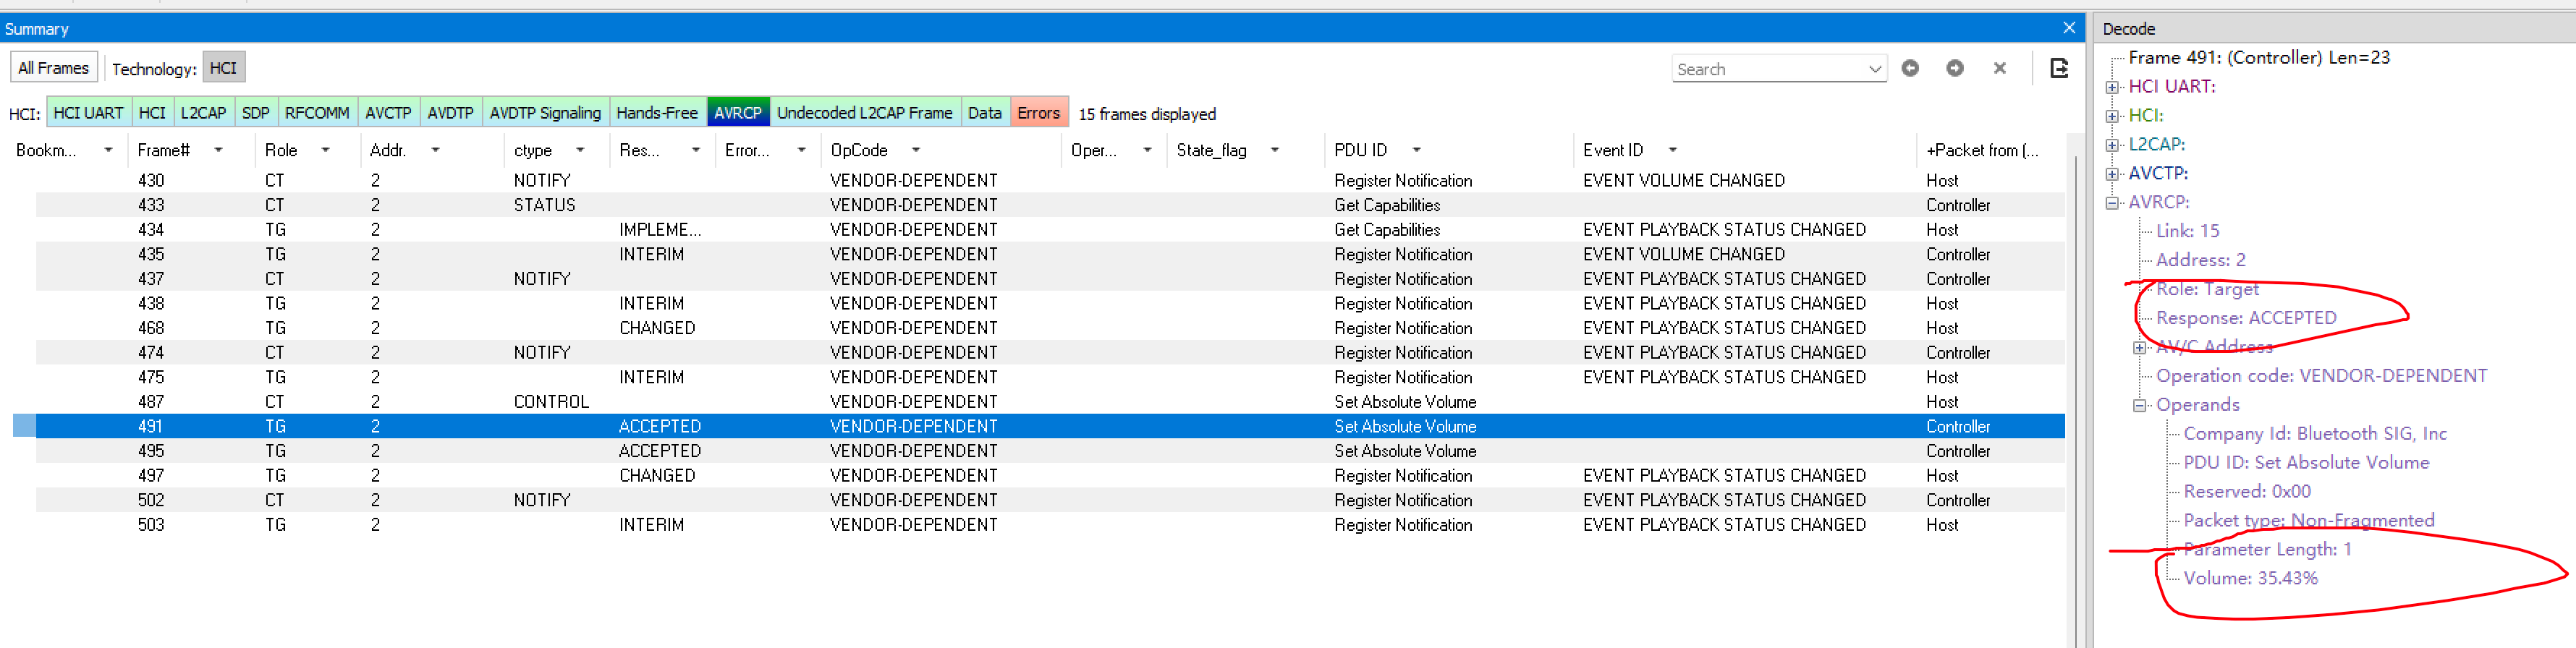 Summary
All Frames Technology: HCI Search
HCI: HCI UART HCI L2CAP SDP RFCOMM AVCTP AVDTP AVDTP Signaling Hands-Free AVRCP Undecoded L2CAP Frame Data Errors 15 frames displayed
Bookm... Frame# Role Addr. ctype Res... Error... OpCode Oper... State_flag PDU ID Event ID +Packet from (...
430 CT 2 NOTIFY VENDOR-DEPENDENT Register Notification EVENT VOLUME CHANGED Host
433 CT 2 STATUS VENDOR-DEPENDENT Get Capabilities Controller
434 TG 2 IMPLEME... VENDOR-DEPENDENT Get Capabilities EVENT PLAYBACK STATUS CHANGED Host
435 TG 2 INTERIM VENDOR-DEPENDENT Register Notification EVENT VOLUME CHANGED Controller
437 CT 2 NOTIFY VENDOR-DEPENDENT Register Notification EVENT PLAYBACK STATUS CHANGED Controller
438 TG 2 INTERIM VENDOR-DEPENDENT Register Notification EVENT PLAYBACK STATUS CHANGED Host
468 TG 2 CHANGED VENDOR-DEPENDENT Register Notification EVENT PLAYBACK STATUS CHANGED Host
474 CT 2 NOTIFY VENDOR-DEPENDENT Register Notification EVENT PLAYBACK STATUS CHANGED Controller
475 TG 2 INTERIM VENDOR-DEPENDENT Register Notification EVENT PLAYBACK STATUS CHANGED Host
487 CT 2 CONTROL VENDOR-DEPENDENT Set Absolute Volume Host
491 TG 2 ACCEPTED VENDOR-DEPENDENT Set Absolute Volume Controller
495 TG 2 ACCEPTED VENDOR-DEPENDENT Set Absolute Volume Controller
497 TG 2 CHANGED VENDOR-DEPENDENT Register Notification EVENT PLAYBACK STATUS CHANGED Host
502 CT 2 NOTIFY VENDOR-DEPENDENT Register Notification EVENT PLAYBACK STATUS CHANGED Controller
503 TG 2 INTERIM VENDOR-DEPENDENT Register Notification EVENT PLAYBACK STATUS CHANGED Host
Decode
Frame 491: (Controller) Len=23
HCI UART:
HCI:
L2CAP:
AVCTP:
AVRCP:
Link: 15
Address: 2
Role: Target
Response: ACCEPTED
AV/C Address
Operation code: VENDOR-DEPENDENT
Operands
Company Id: Bluetooth SIG, Inc
PDU ID: Set Absolute Volume
Reserved: 0x00
Packet type: Non-Fragmented
Parameter Length: 1
Volume: 35.43%